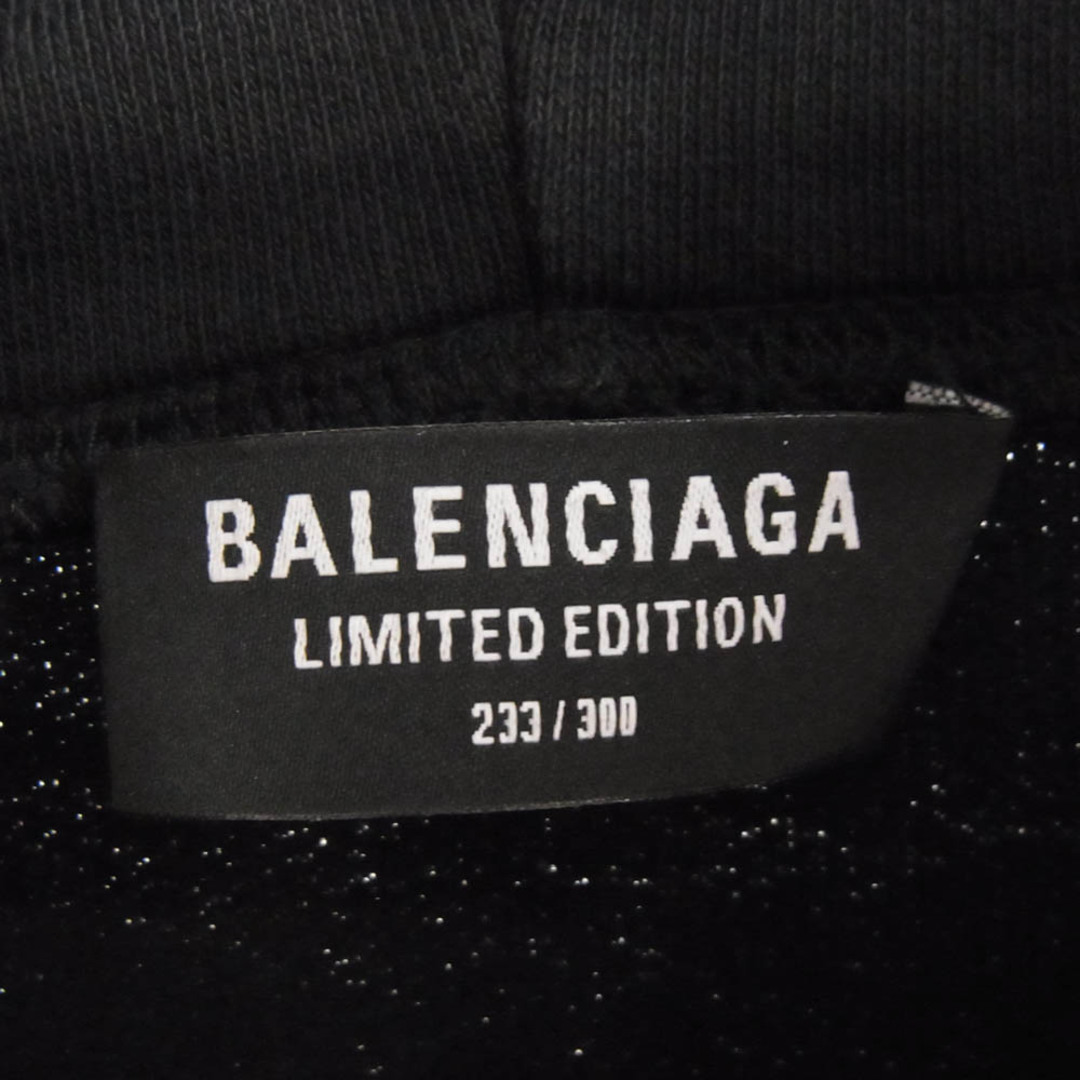 BALENCIAGA
LIMITED EDITION
233 / 300